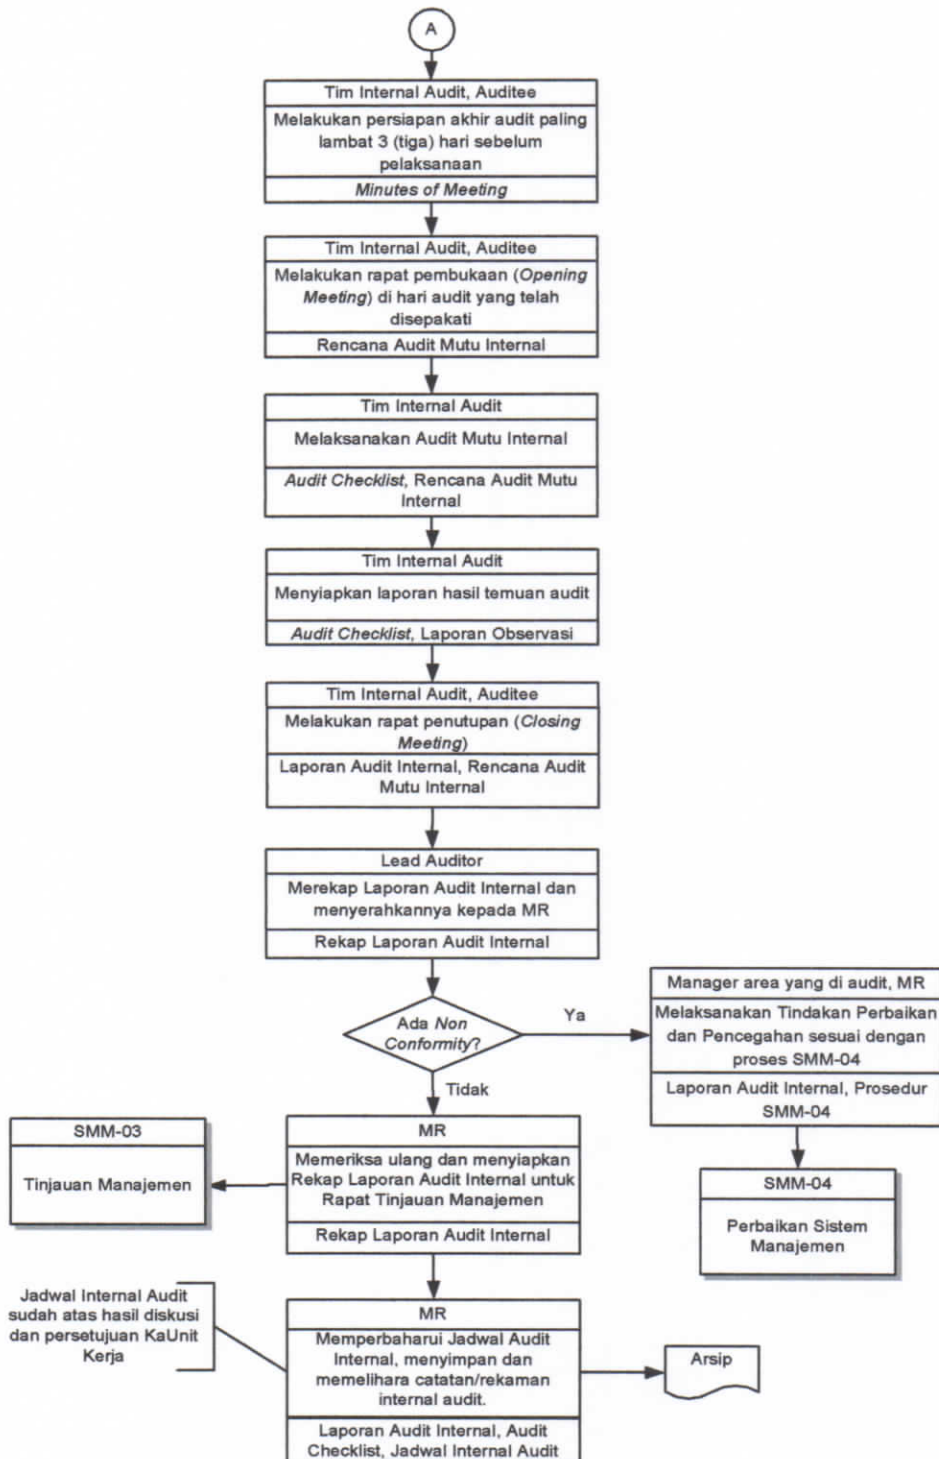 A
Tim Internal Audit, Auditee
Melakukan persiapan akhir audit paling
lambat 3 (tiga) hari sebelum
pelaksanaan
Minutes of Meeting
Tim Internal Audit, Auditee
Melakukan rapat pembukaan (Opening
Meeting) di hari audit yang telah
disepakati
Rencana Audit Mutu Internal
Tim Internal Audit
Melaksanakan Audit Mutu Internal
Audit Checklist, Rencana Audit Mutu
Internal
Tim Internal Audit
Menyiapkan laporan hasil temuan audit
Audit Checklist, Laporan Observasi
Tim Internal Audit, Auditee
Melakukan rapat penutupan (Closing
Meeting)
Laporan Audit Internal, Rencana Audit
Mutu Internal
Lead Auditor
Merekap Laporan Audit Internal dan
menyerahkannya kepada MR
Rekap Laporan Audit Internal
Ada Non
Conformity?
Ya
Manager area yang di audit, MR
Melaksanakan Tindakan Perbaikan
dan Pencegahan sesuai dengan
proses SMM-04
Laporan Audit Internal, Prosedur
SMM-04
SMM-04
Perbaikan Sistem
Manajemen
Tidak
MR
Memeriksa ulang dan menyiapkan
Rekap Laporan Audit Internal untuk
Rapat Tinjauan Manajemen
Rekap Laporan Audit Internal
SMM-03
Tinjauan Manajemen
Jadwal Internal Audit
sudah atas hasil diskusi
dan persetujuan KaUnit
Kerja
MR
Memperbaharui Jadwal Audit
Internal, menyimpan dan
memelihara catatan/rekaman
internal audit.
Laporan Audit Internal, Audit
Checklist, Jadwal Internal Audit
Arsip